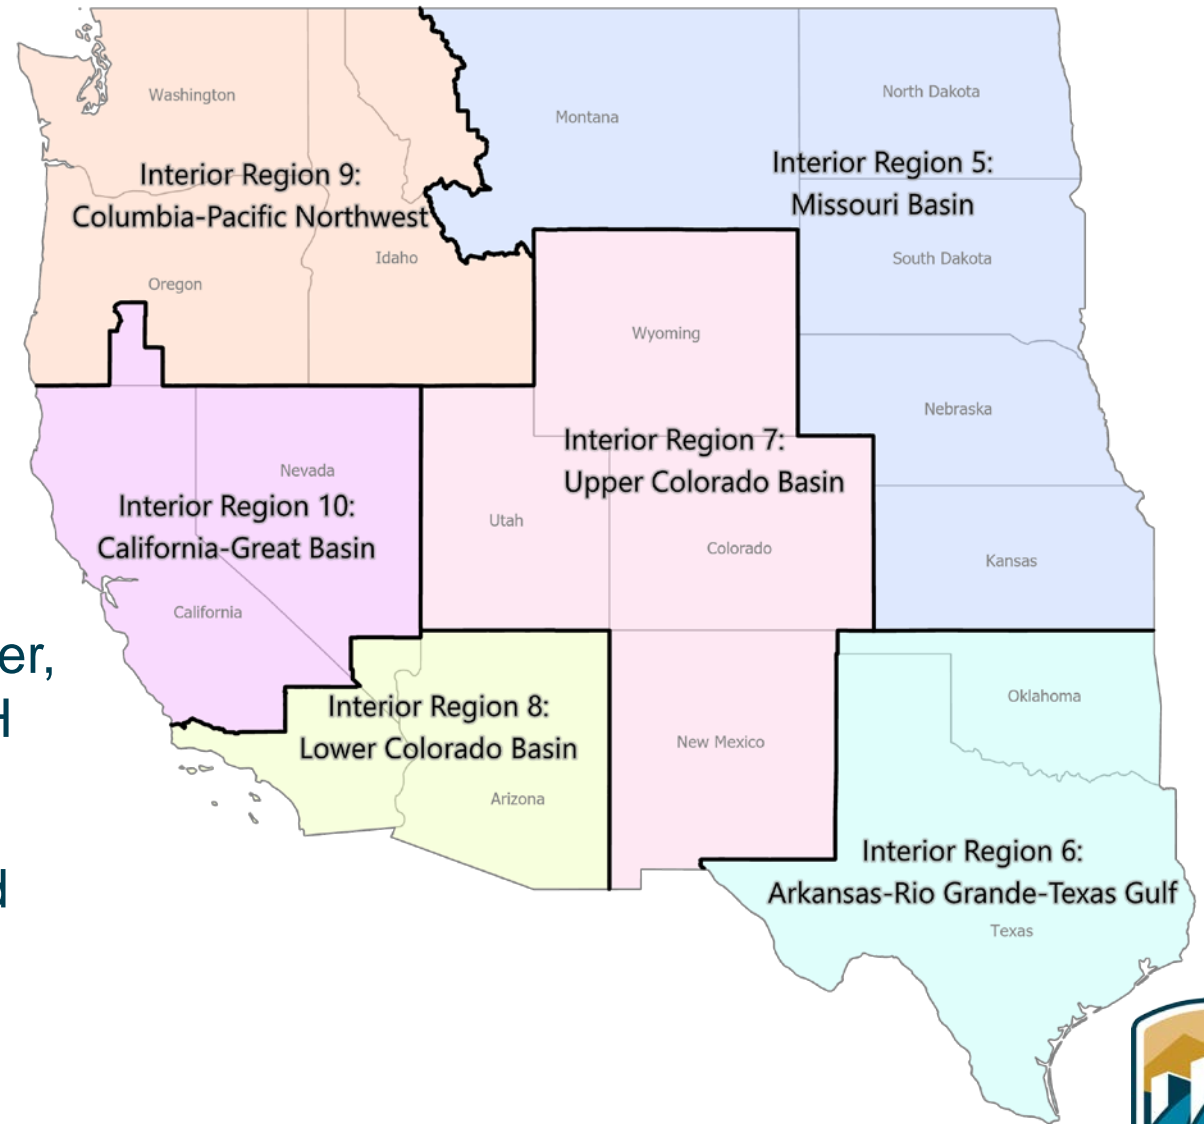 Washington
Montana
North Dakota
Interior Region 9:
Columbia-Pacific Northwest
Interior Region 5:
Missouri Basin
Idaho
Oregon
South Dakota
Wyoming
Nebraska
Interior Region 7:
Upper Colorado Basin
Nevada
Interior Region 10:
California-Great Basin
Utah
Colorado
Kansas
California
er,
H
Interior Region 8:
Lower Colorado Basin
Oklahoma
New Mexico
Arizona
Interior Region 6:
Arkansas-Rio Grande-Texas Gulf
d
Texas